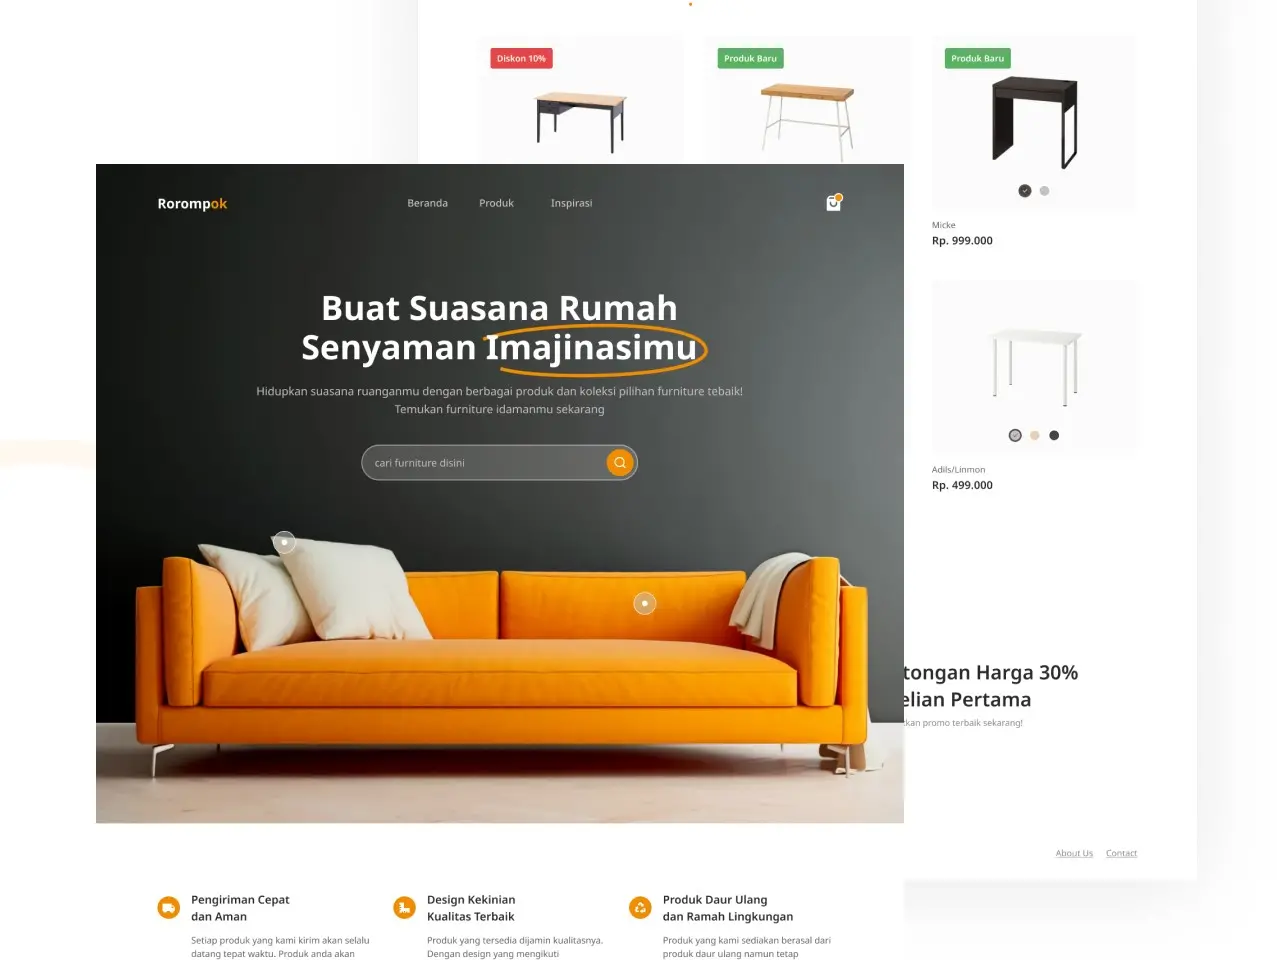 Diskon 10%
Produk Baru
Produk Baru
Micke
Rp. 999.000
Adils/Linmon
Rp. 499.000
Rorompok
Beranda
Produk
Inspirasi
Buat Suasana Rumah
Senyaman Imajinasimu
Hidupkan suasana ruanganmu dengan berbagai produk dan koleksi pilihan furniture tebaik!
Temukan furniture idamanmu sekarang
cari furniture disini
tongan Harga 30%
elian Pertama
kan promo terbaik sekarang!
About Us
Contact
Pengiriman Cepat
dan Aman
Setiap produk yang kami kirim akan selalu
datang tepat waktu. Produk anda akan
Design Kekinian
Kualitas Terbaik
Produk yang tersedia dijamin kualitasnya.
Dengan design yang mengikuti
Produk Daur Ulang
dan Ramah Lingkungan
Produk yang kami sediakan berasal dari
produk daur ulang namun tetap